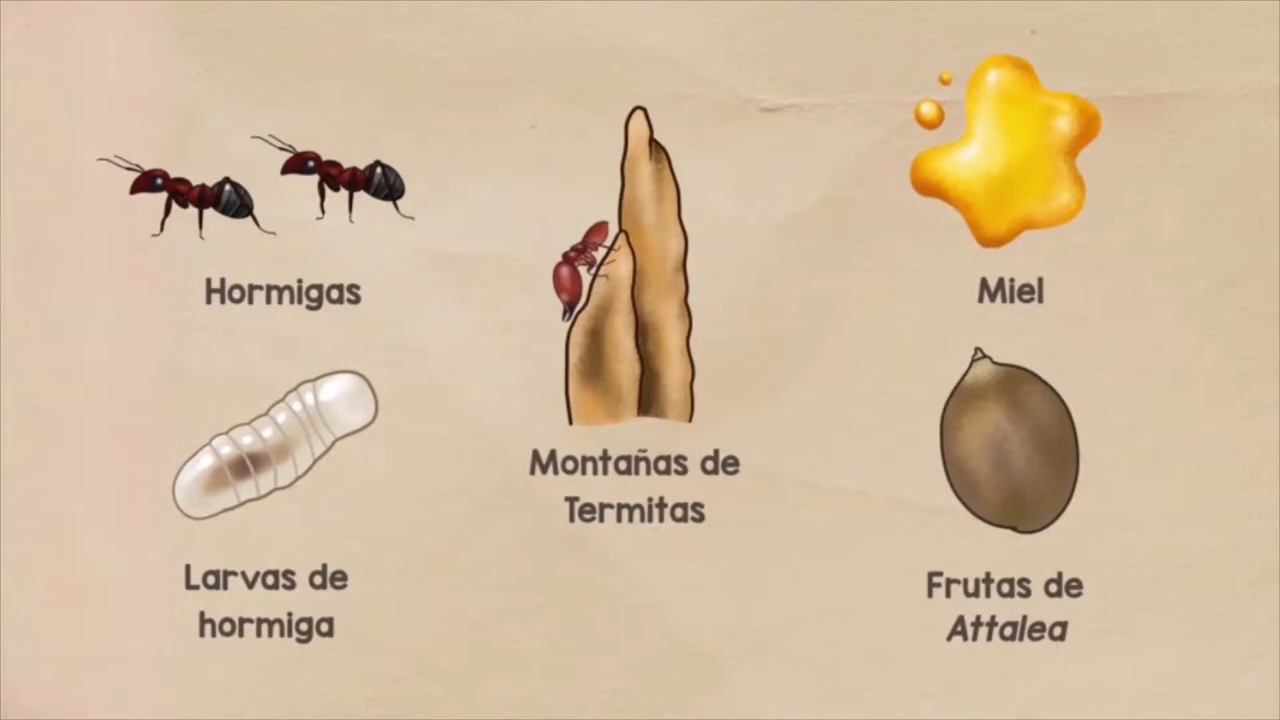 Hormigas
Larvas de
hormiga
Montañas de
Termitas
Miel
Frutas de
Attalea